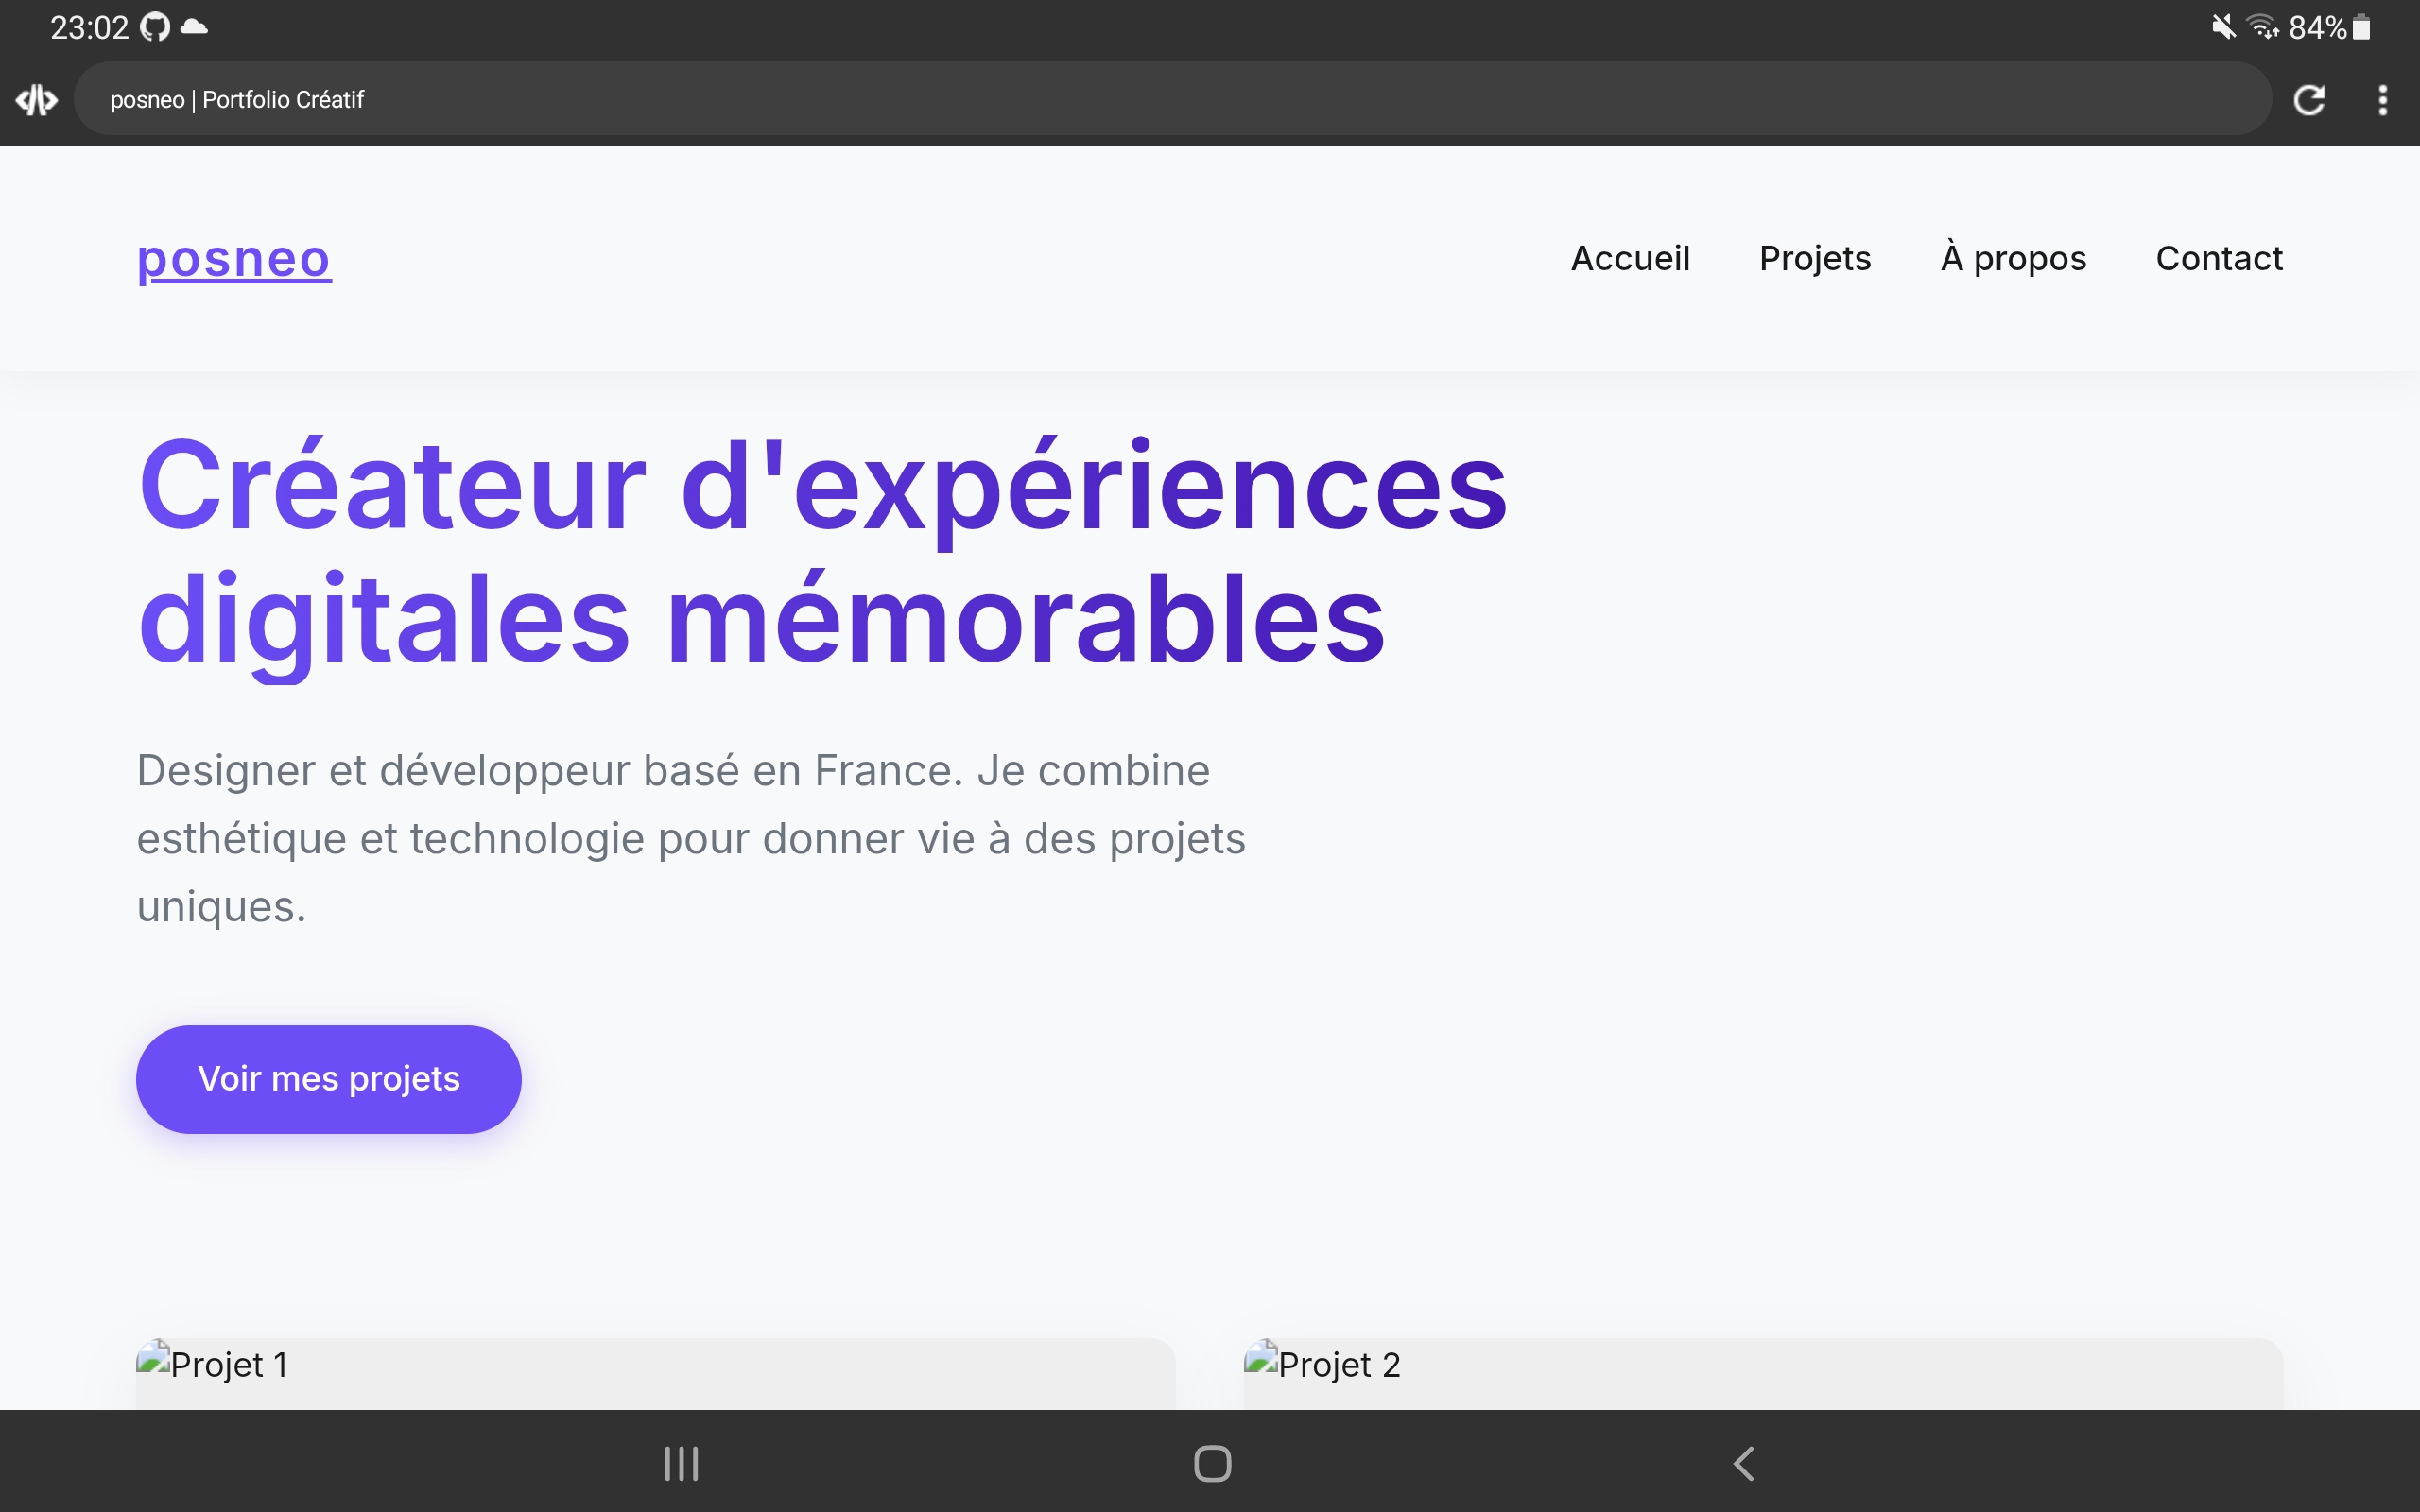 23:02
84%
posneo | Portfolio Créatif
posneo
Accueil
Projets
À propos
Contact
Créateur d'expériences
digitales mémorables
Designer et développeur basé en France. Je combine
esthétique et technologie pour donner vie à des projets
uniques.
Voir mes projets
Projet 1
Projet 2